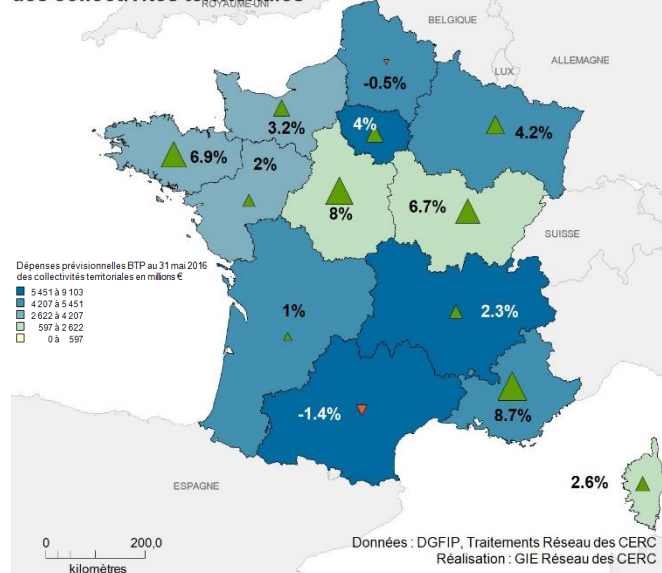 des collectivités territoriales
ROYAUME-UNI
BELGIQUE
ALLEMAGNE
LUX.
-0.5%
3.2%
4%
4.2%
6.9%
2%
8%
6.7%
SUISSE
Dépenses prévisionnelles BTP au 31 mai 2016
des collectivités territoriales en millions €
5 451 à 9 103
4 207 à 5 451
2 622 à 4 207
597 à 2 622
0 à 597
1%
2.3%
-1.4%
8.7%
ESPAGNE
2.6%
0 200,0
kilomètres
Données : DGFIP, Traitements Réseau des CERC
Réalisation : GIE Réseau des CERC